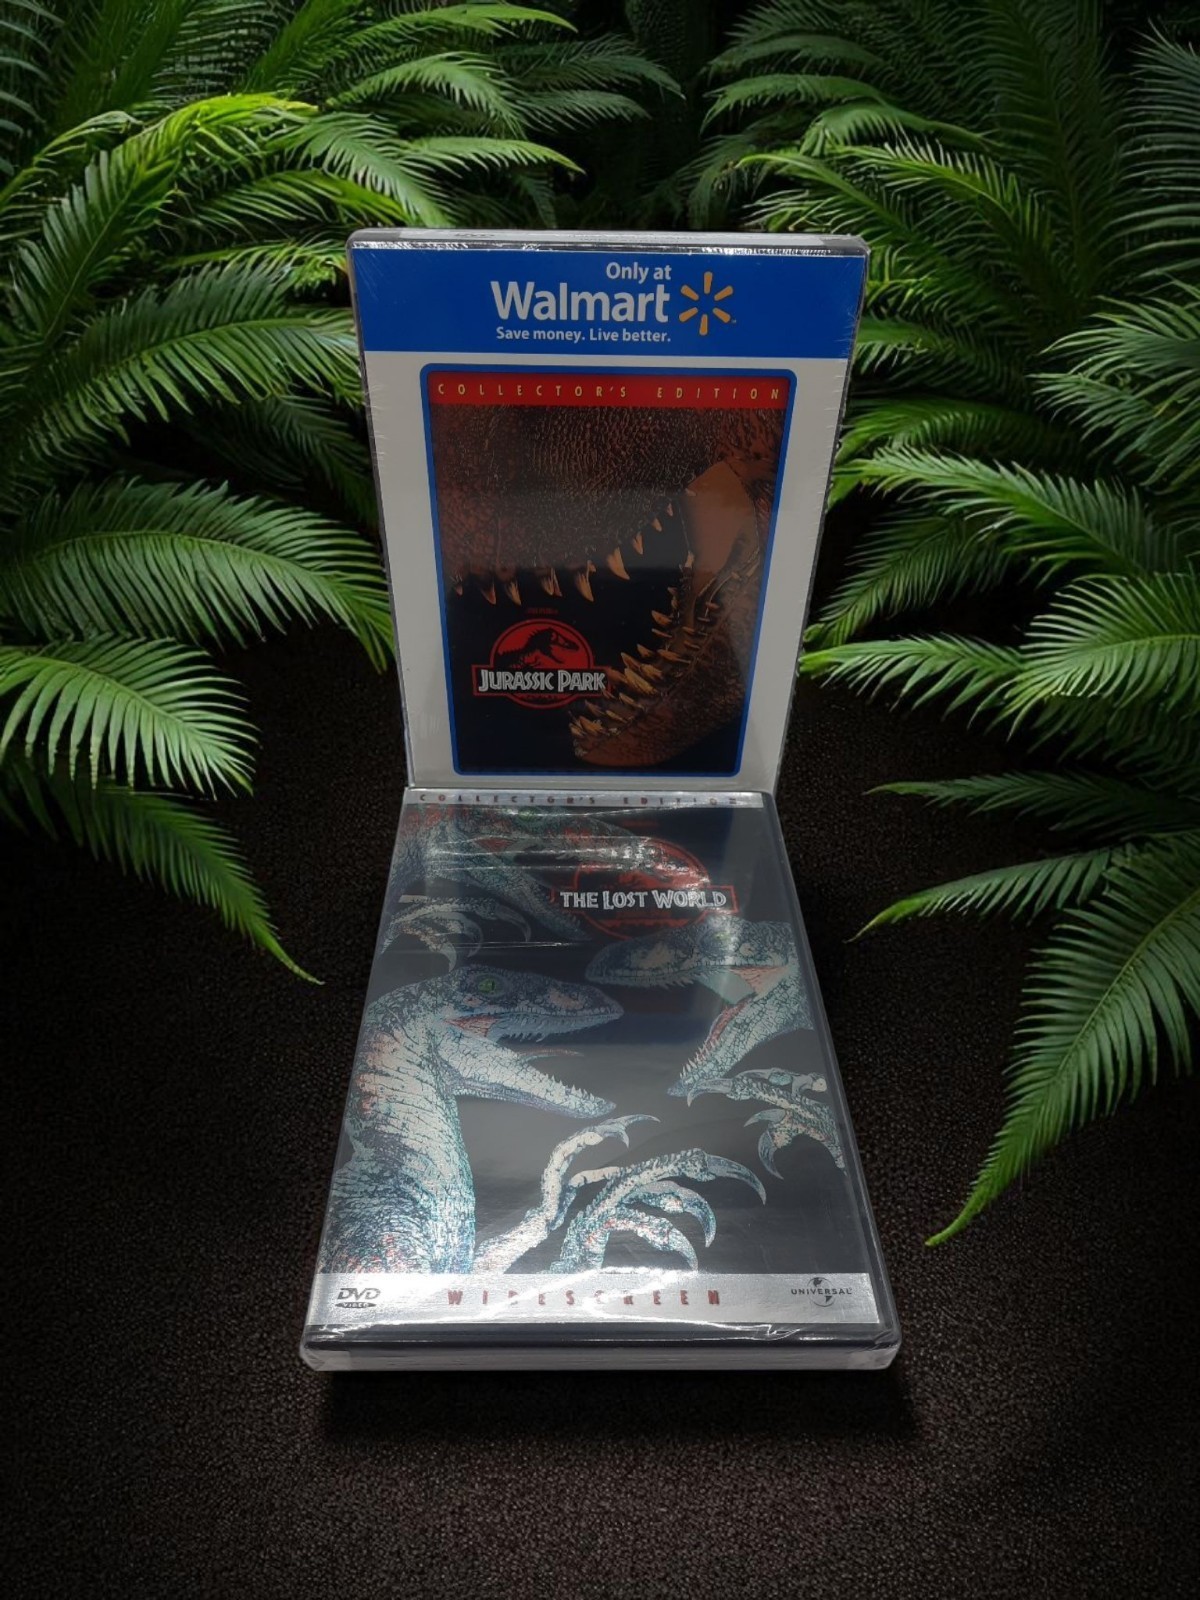 Only at
Walmart
Save money. Live better.
COLLECTOR'S EDITION
JURASSIC PARK
COLLECTOR'S EDITION
THE LOST WORLD
DVD
VIDEO
WIDESCREEN
UNIVERSAL